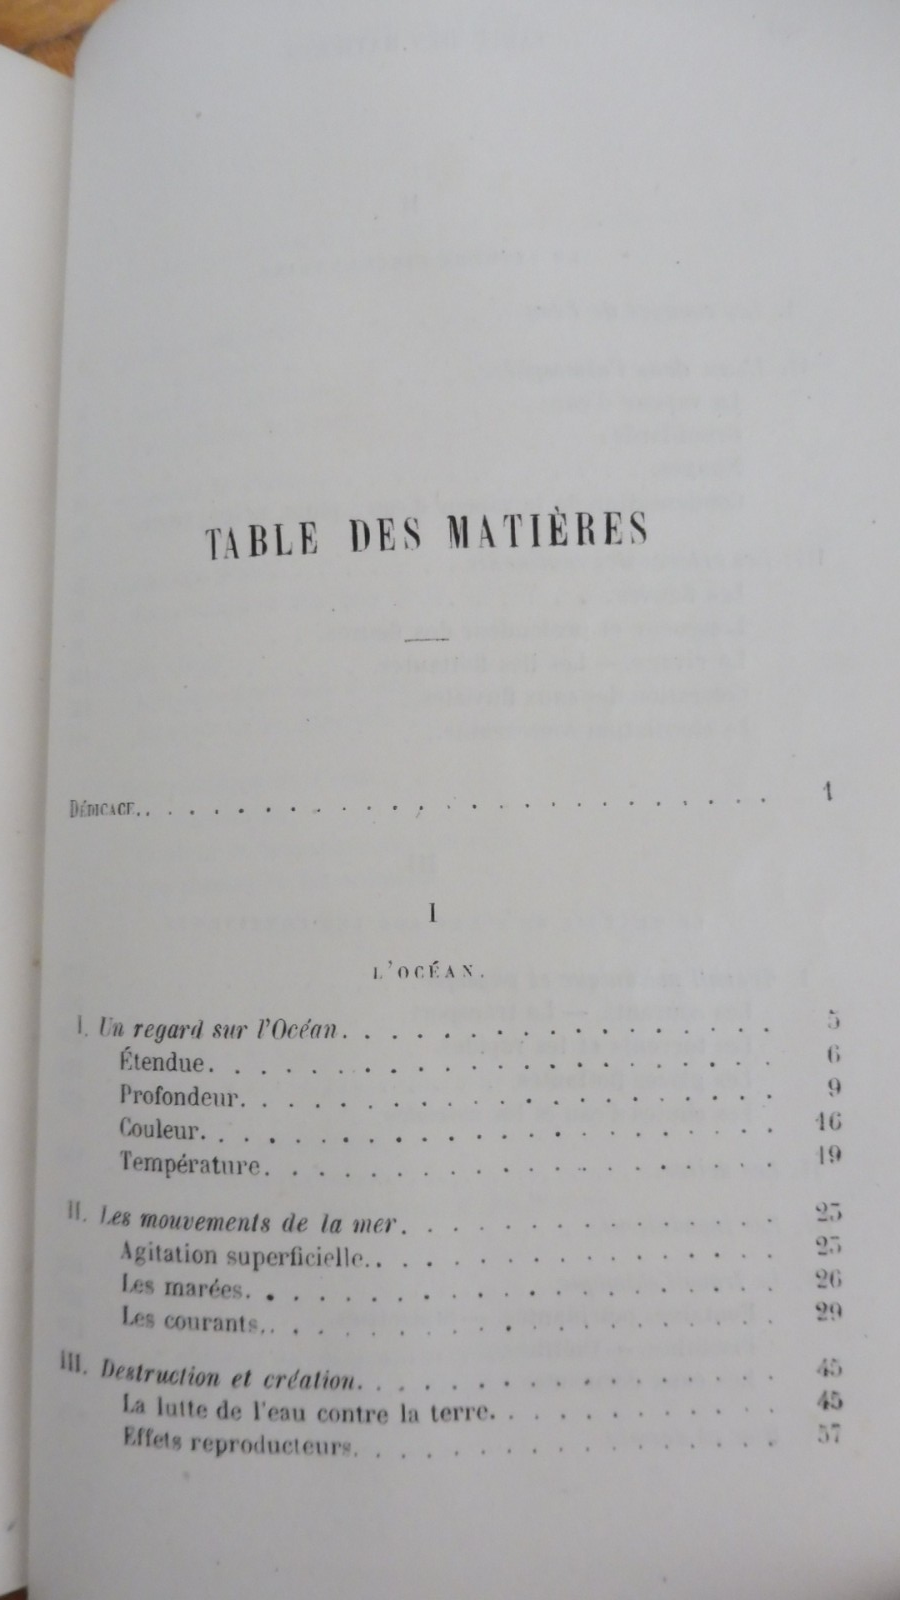 TABLE DES MATIÈRES
DÉDICACE. . . . . . . . . . . . . . . . . . . . . . . . . . . . . 1
I
L'OCÉAN.
I. Un regard sur l'Océan. . . . . . . . . . . . . . . . . . . 5
Étendue. . . . . . . . . . . . . . . . . . . . . . . . . . 6
Profondeur. . . . . . . . . . . . . . . . . . . . . . . . 9
Couleur. . . . . . . . . . . . . . . . . . . . . . . . . . 16
Température. . . . . . . . . . . . . . . . . . . . . . . 19
II. Les mouvements de la mer. . . . . . . . . . . . . . . . . 23
Agitation superficielle. . . . . . . . . . . . . . . . . . 23
Les marées. . . . . . . . . . . . . . . . . . . . . . . . 26
Les courants. . . . . . . . . . . . . . . . . . . . . . . 29
III. Destruction et création. . . . . . . . . . . . . . . . . . 45
La lutte de l'eau contre la terre. . . . . . . . . . . . . 45
Effets reproducteurs. . . . . . . . . . . . . . . . . . . 57